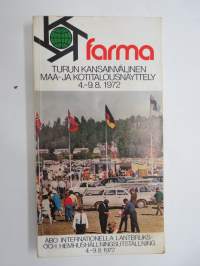 farma
TURUN KANSAINVÄLINEN
MAA- JA KOTITALOUSNÄYTTELY
4.-9.8. 1972
ÅBO INTERNATIONELLA LANTBRUKS-
OCH HEMHUSHÅLLNINGSUTSTÄLLNING
4.-9.8.1972